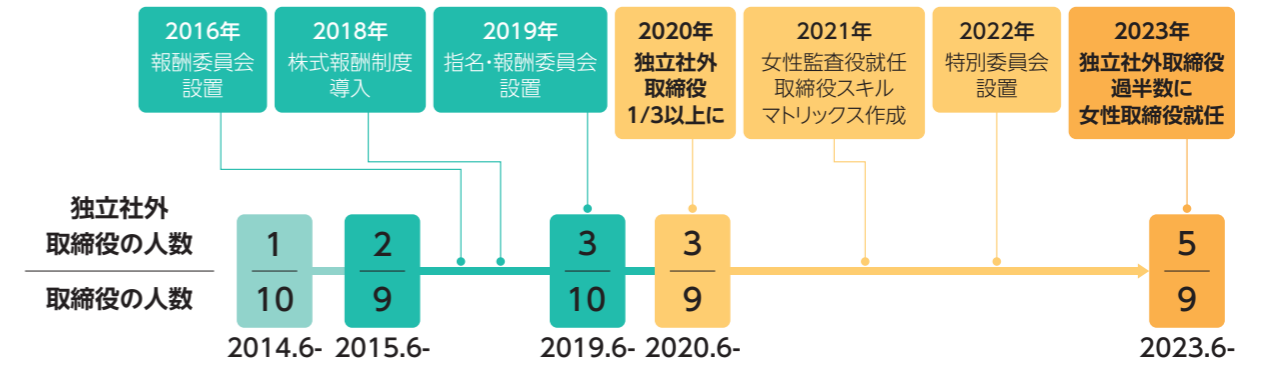 2016年
報酬委員会
設置
2018年
株式報酬制度
導入
2019年
指名・報酬委員会
設置
2020年
独立社外
取締役
1/3以上に
2021年
女性監査役就任
取締役スキル
マトリックス作成
2022年
特別委員会
設置
2023年
独立社外取締役
過半数に
女性取締役就任
独立社外
取締役の人数
取締役の人数
1
10
2014.6-
2
9
2015.6-
3
10
2019.6-
3
9
2020.6-
5
9
2023.6-